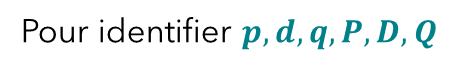 Pour identifier p, d, q, P, D, Q